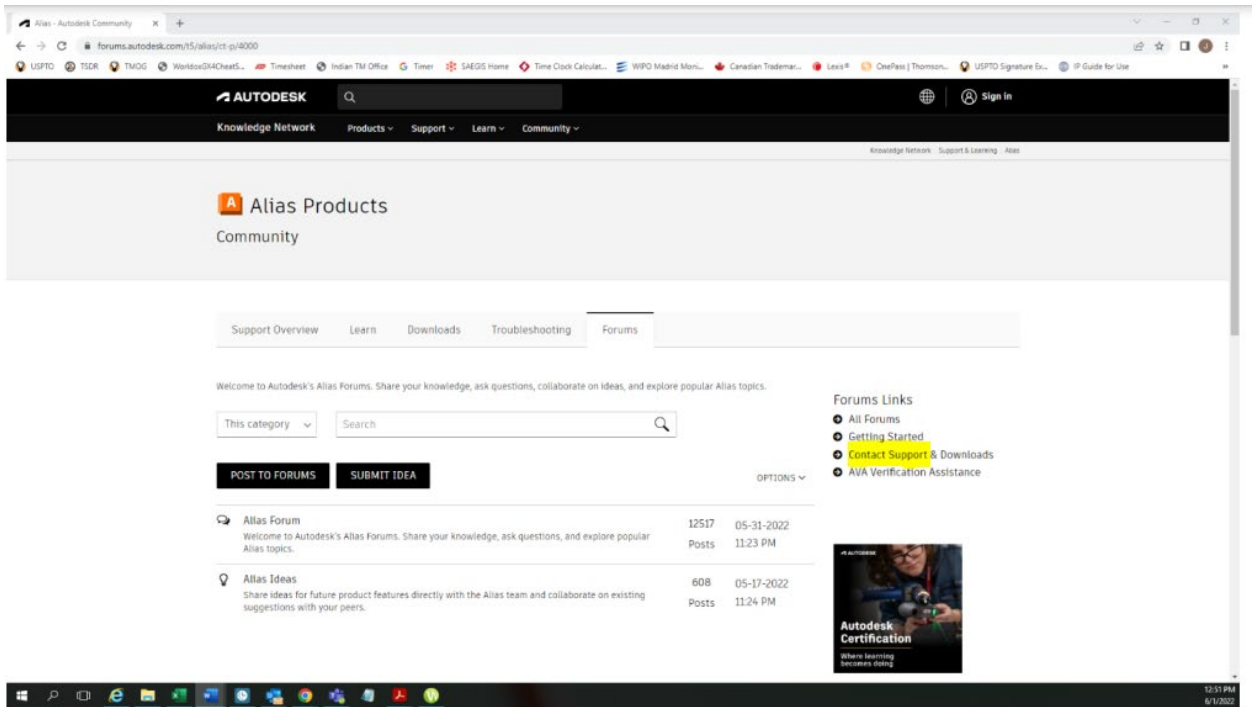 Alias - Autodesk Community
forums.autodesk.com/t5/alias/ct-p/4000
USPTO TSDR TMOG WorldoxGX4CheatS... Timesheet Indian TM Office Timer SAEGIS Home Time Clock Calculat... WIPO Madrid Moni... Canadian Trademar... Lexis® OnePass | Thomson... USPTO Signature Ex... IP Guide for Use
AUTODESK Sign in
Knowledge Network Products Support Learn Community
Knowledge Network Support & Learning Alias
A Alias Products
Community
Support Overview Learn Downloads Troubleshooting Forums
Welcome to Autodesk's Alias Forums. Share your knowledge, ask questions, collaborate on ideas, and explore popular Alias topics.
This category Search
POST TO FORUMS SUBMIT IDEA OPTIONS
Alias Forum 12517 Posts 05-31-2022 11:23 PM
Welcome to Autodesk's Alias Forums. Share your knowledge, ask questions, and explore popular
Alias topics.
Alias Ideas 608 Posts 05-17-2022 11:24 PM
Share ideas for future product features directly with the Alias team and collaborate on existing
suggestions with your peers.
Forums Links
All Forums
Getting Started
Contact Support & Downloads
AVA Verification Assistance
AUTODESK
Autodesk
Certification
Where learning
becomes doing
12:51 PM
6/1/2022